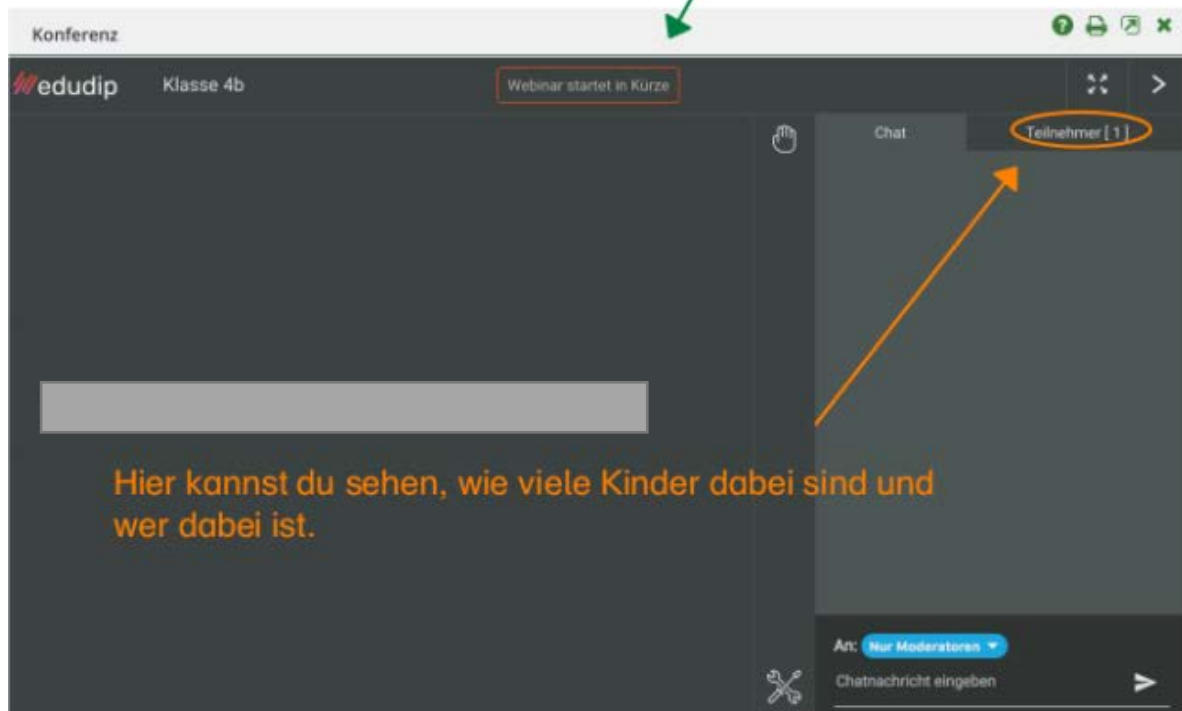 Konferenz
edudip
Klasse 4b
Webinar startet in Kürze
Chat
Teilnehmer [ 1 ]
Hier kannst du sehen, wie viele Kinder dabei sind und
wer dabei ist.
An: Nur Moderatoren
Chatnachricht eingeben